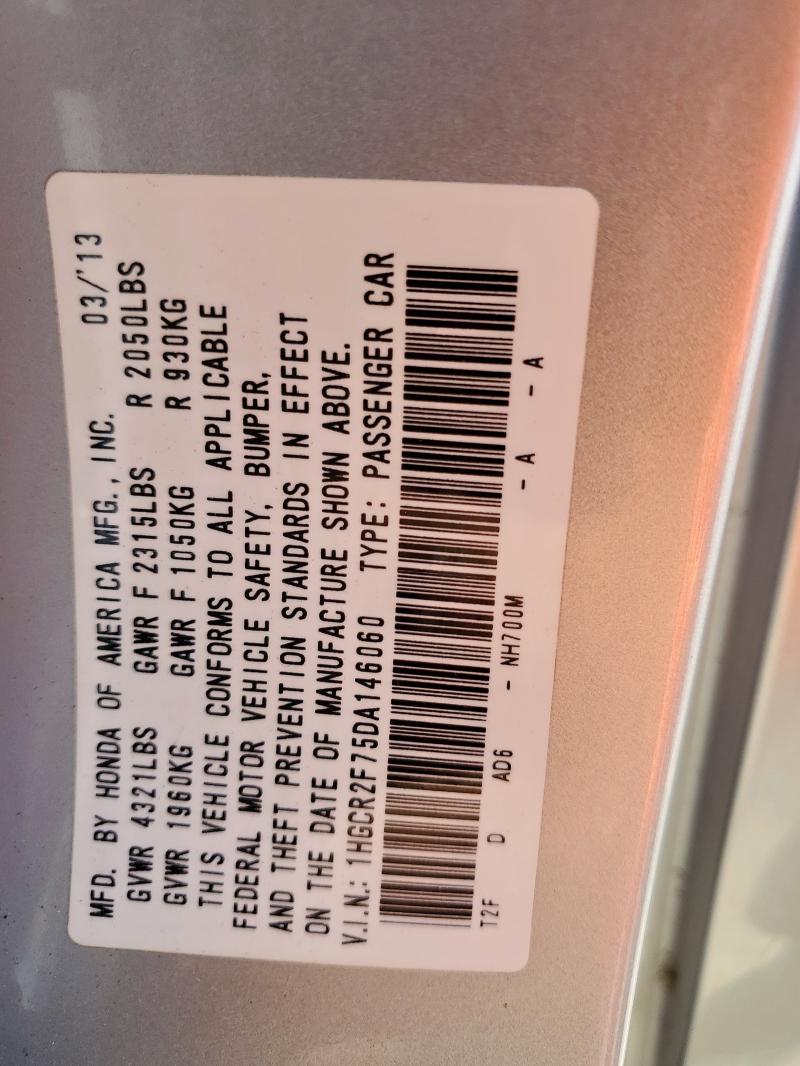 MFD. BY HONDA OF AMERICA MFG., INC. 03/'13
GVWR 4321LBS GAWR F 2315LBS R 2050LBS
GVWR 1960KG GAWR F 1050KG R 930KG
THIS VEHICLE CONFORMS TO ALL APPLICABLE
FEDERAL MOTOR VEHICLE SAFETY, BUMPER,
AND THEFT PREVENTION STANDARDS IN EFFECT
ON THE DATE OF MANUFACTURE SHOWN ABOVE.
V.I.N.: 1HGCR2F75DA146060 TYPE: PASSENGER CAR
T2F D AD6 - NH700M - A - A